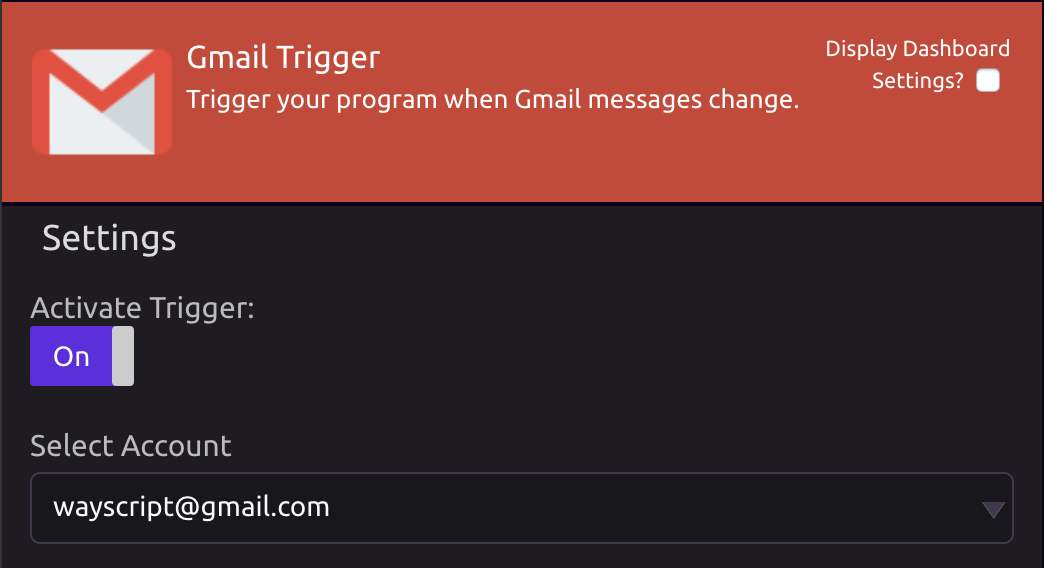 Gmail Trigger
Trigger your program when Gmail messages change.
Display Dashboard
Settings?
Settings
Activate Trigger:
On
Select Account
wayscript@gmail.com